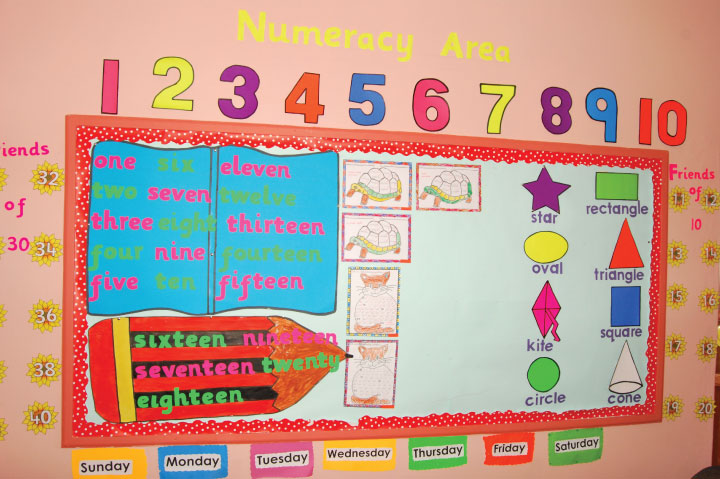 Numeracy Area
1 2 3 4 5 6 7 8 9 10
iends
of
30
32
34
36
38
40
one six eleven
two seven twelve
three eight thirteen
four nine fourteen
five ten fifteen
sixteen nineteen
seventeen twenty
eighteen
star
rectangle
oval
triangle
kite
square
circle
cone
Friends
of
10
11 12
13
15 16
17 18
19 20
Sunday Monday Tuesday Wednesday Thursday Friday Saturday